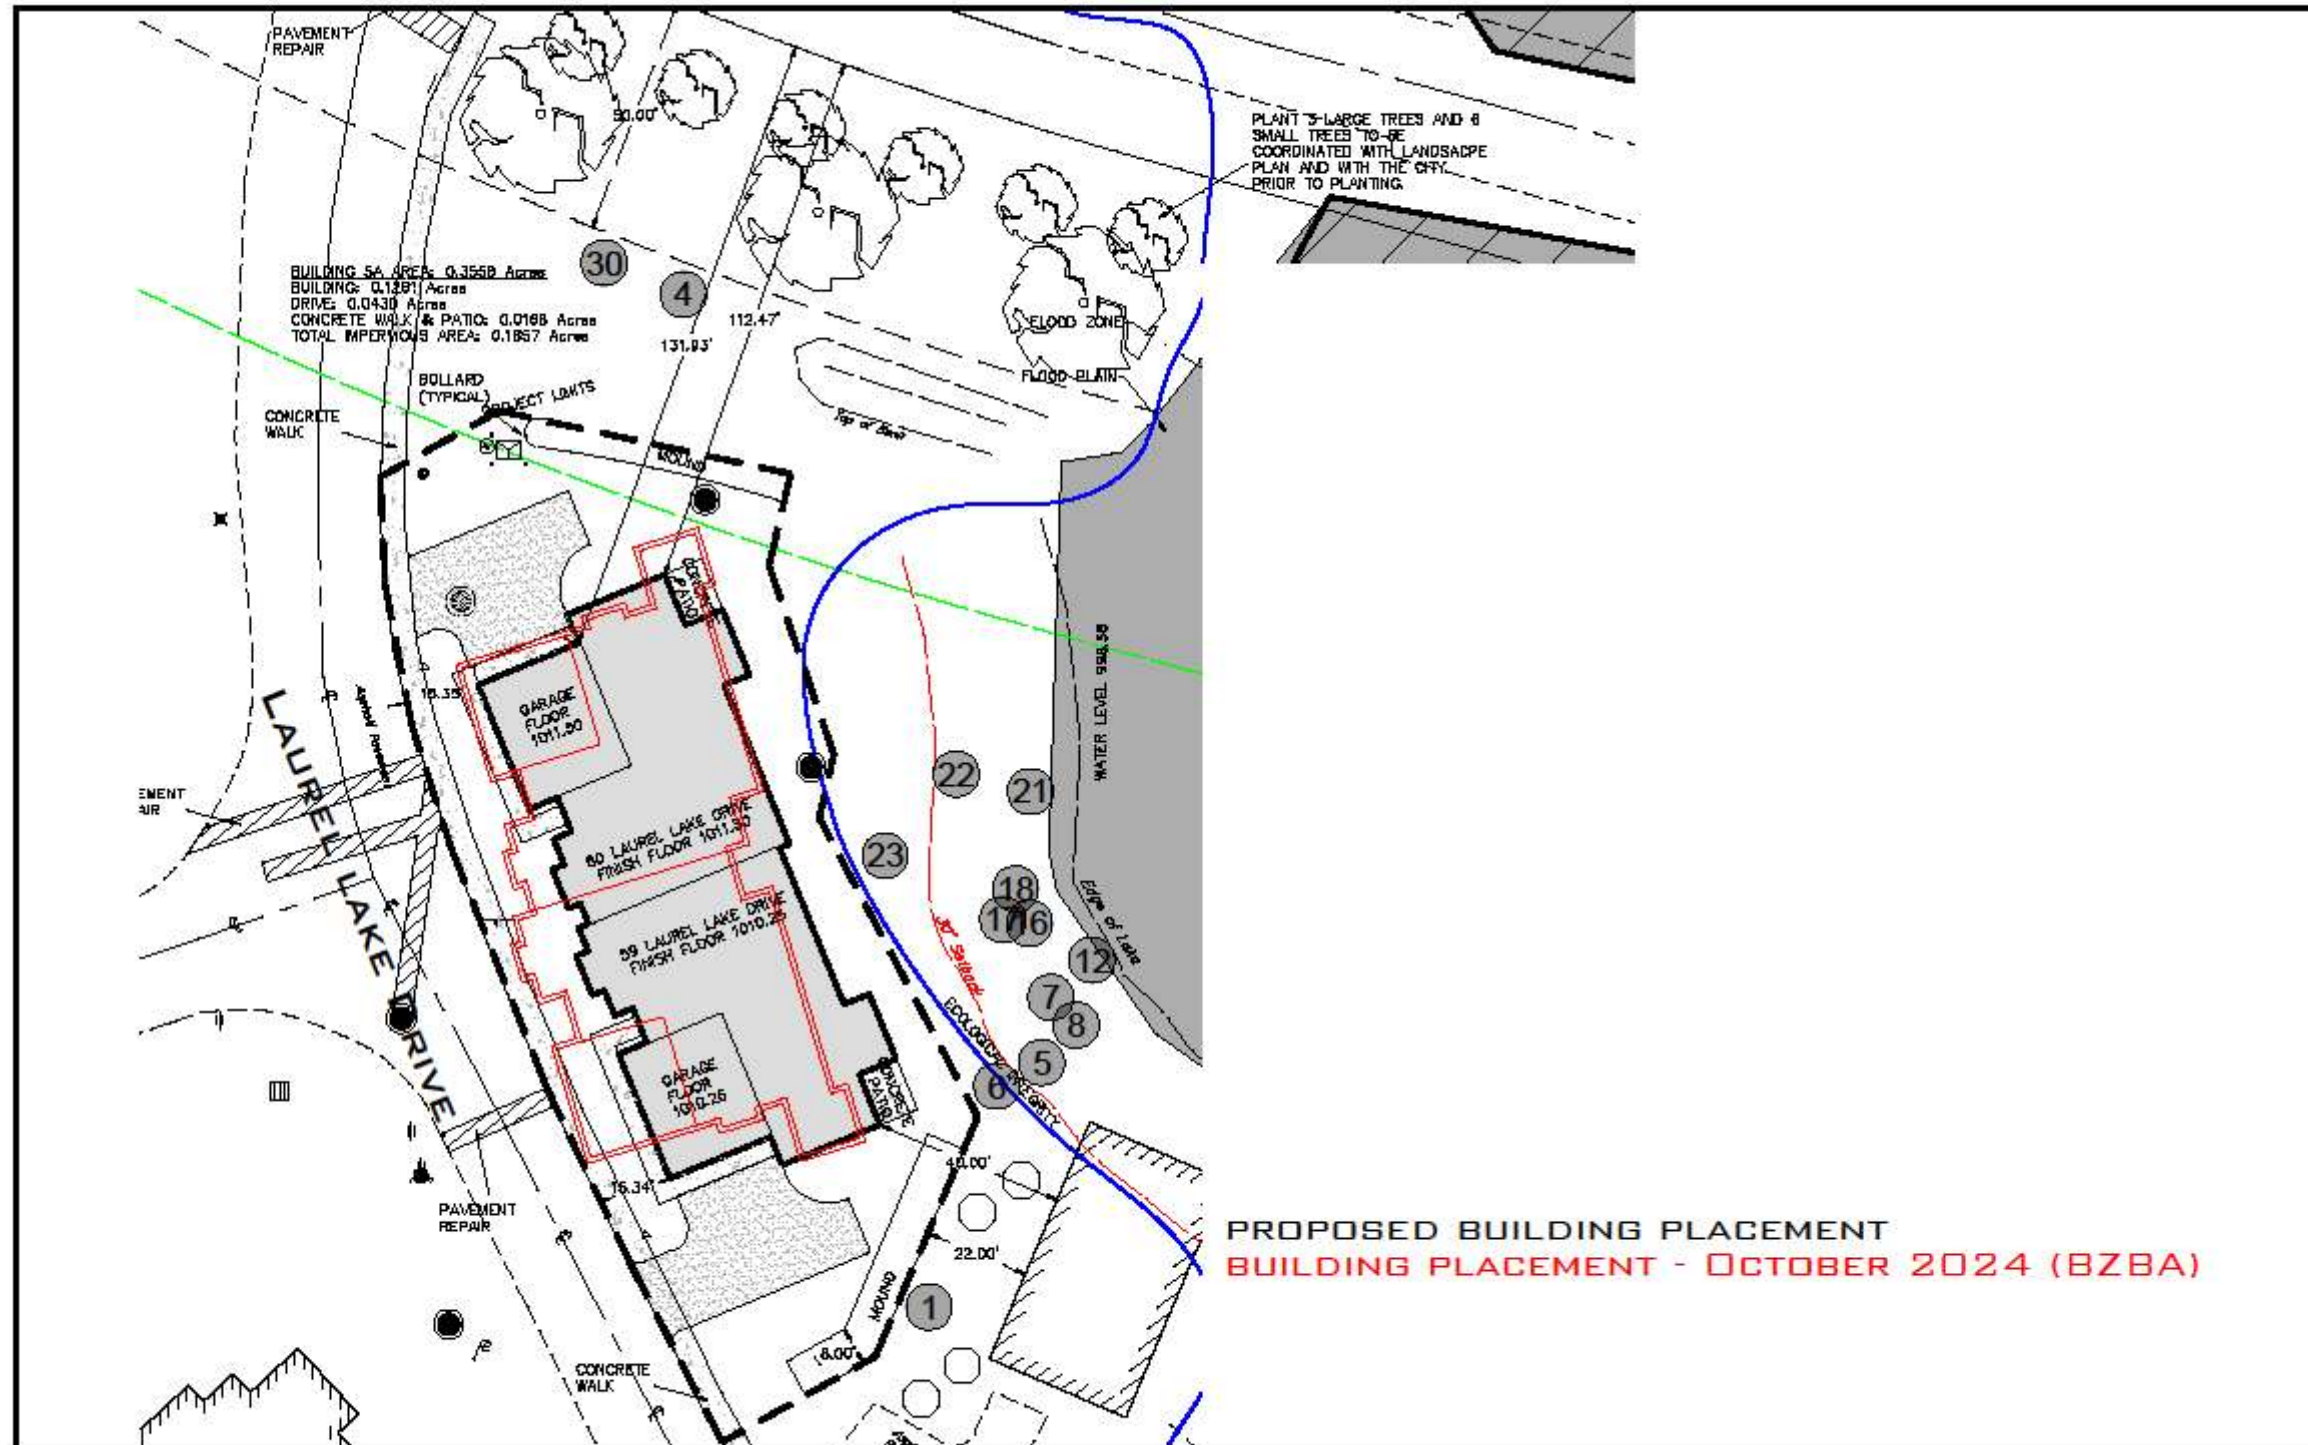 PAVEMENT
REPAIR
50.00'
PLANT 3-LARGE TREES AND 6
SMALL TREES TO BE
COORDINATED WITH LANDSACPE
PLAN AND WITH THE CITY
PRIOR TO PLANTING.
30
4
BUILDING 5A AREA: 0.3558 Acres
BUILDING: 0.1261 Acres
DRIVE: 0.0430 Acres
CONCRETE WALK & PATIO: 0.0166 Acres
TOTAL IMPERVIOUS AREA: 0.1857 Acres
112.47'
131.93'
FLOOD ZONE
FLOOD PLAIN
BOLLARD
(TYPICAL)
PROJECT LIMITS
CONCRETE
WALK
Top of Bank
MOUND
CONCRETE
PATIO
WATER LEVEL 998.58
GARAGE
FLOOR
1011.50
LAUREL LAKE DRIVE
60 LAUREL LAKE DRIVE
FINISH FLOOR 1011.50
59 LAUREL LAKE DRIVE
FINISH FLOOR 1010.25
22
21
23
18
17
16
12
7
8
5
6
Edge of Lake
30' Setback
ECOLOGICAL INTEGRITY
GARAGE
FLOOR
1010.25
CONCRETE
PATIO
40.00'
16.34'
PAVEMENT
REPAIR
22.00'
MOUND
1
CONCRETE
WALK
PROPOSED BUILDING PLACEMENT
BUILDING PLACEMENT - OCTOBER 2024 (BZBA)